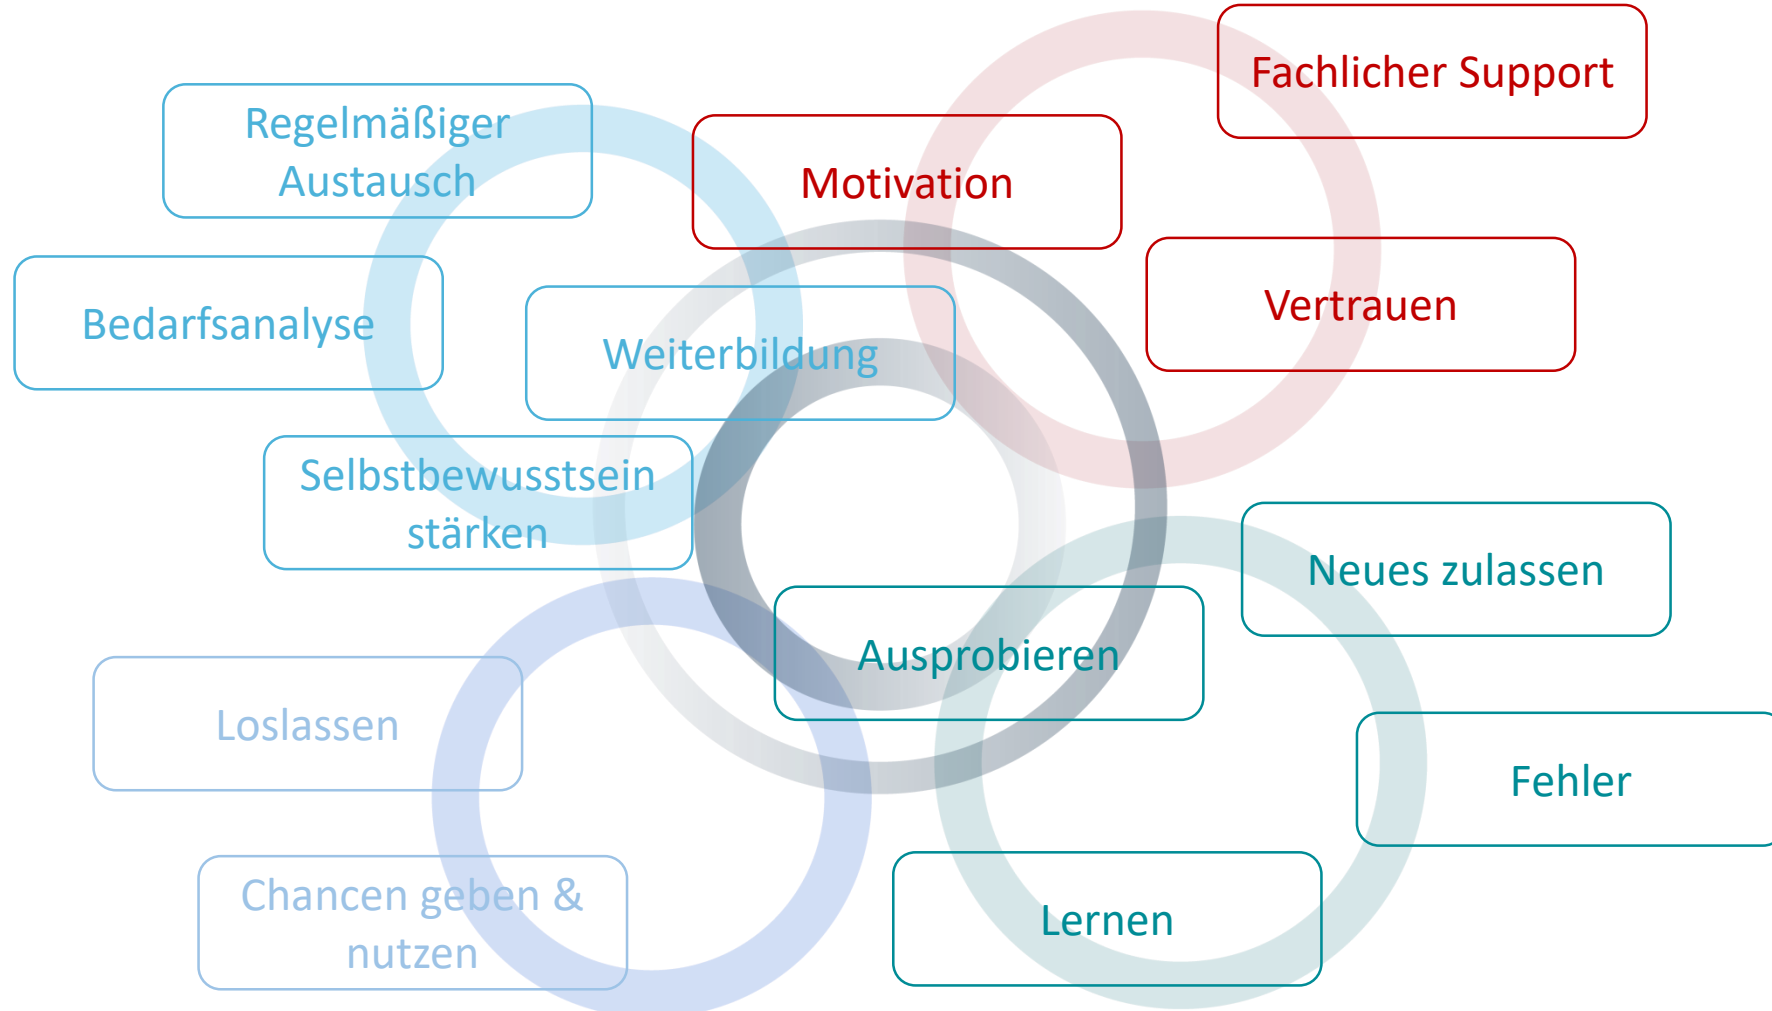 Fachlicher Support
Regelmäßiger
Austausch
Motivation
Vertrauen
Bedarfsanalyse
Weiterbildung
Selbstbewusstsein
stärken
Neues zulassen
Ausprobieren
Loslassen
Fehler
Chancen geben &
nutzen
Lernen